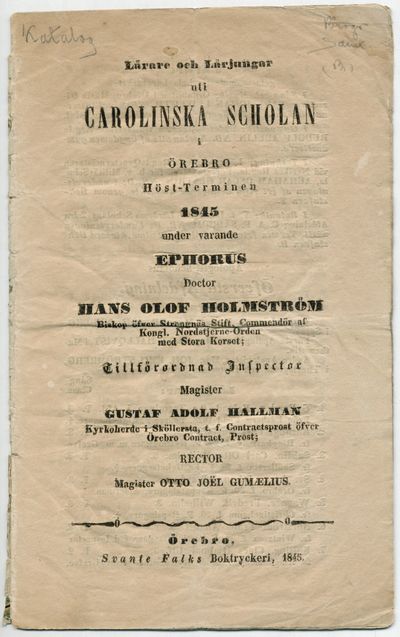 Katalog
Lärare och Lärjungar
uti
CAROLINSKA SCHOLAN
i
ÖREBRO
Höst-Terminen
1845
under varande
EPHORUS
Doctor
HANS OLOF HOLMSTRÖM
Biskop öfver Strengnäs Stift, Commendör af
Kongl. Nordstjerne-Orden
med Stora Korset;
Tillförordnad Inspector
Magister
GUSTAF ADOLF HALLMAN
Kyrkoherde i Sköllersta, t. f. Contractsprost öfver
Örebro Contract, Prost;
RECTOR
Magister OTTO JOËL GUMÆLIUS.
Örebro,
Svante Falks Boktryckeri, 1845.